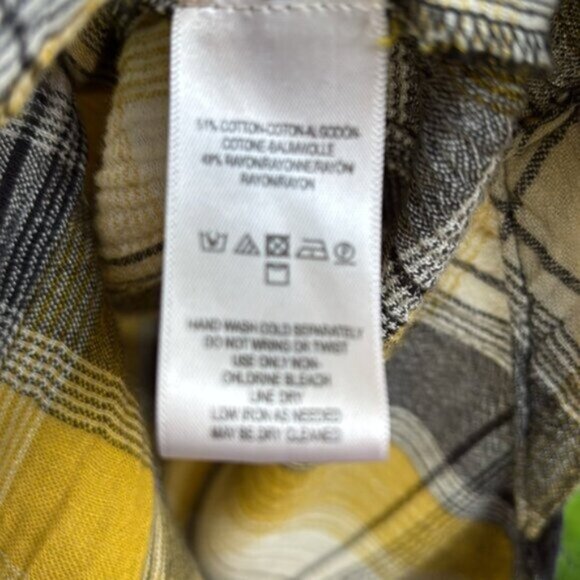 51% COTTON-COTON-ALGODÓN
COTONE-BAUMWOLLE
49% RAYON/RAYONNE/RAYÓN
RAYON/RAYON
HAND WASH COLD SEPARATELY
DO NOT WRING OR TWIST
USE ONLY NON-
CHLORINE BLEACH
LINE DRY
LOW IRON AS NEEDED
MAY BE DRY CLEANED